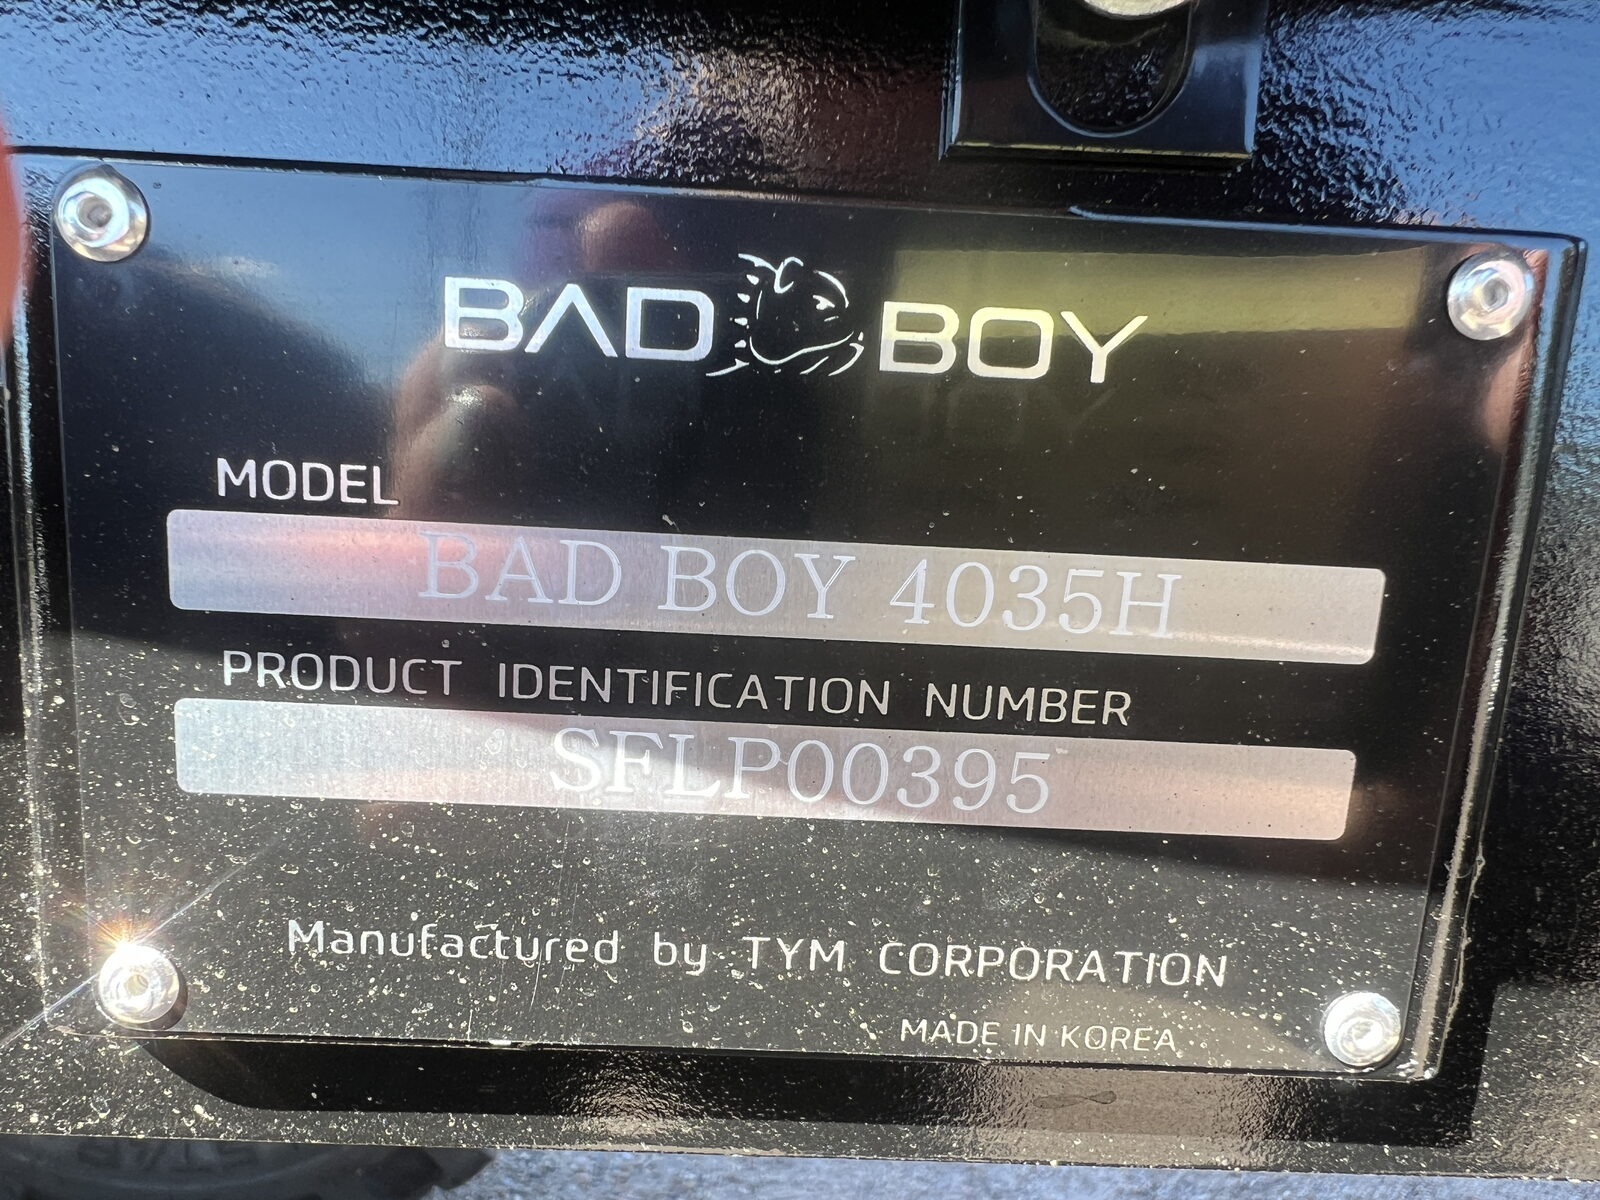 BAD BOY
MODEL
BAD BOY 4035H
PRODUCT IDENTIFICATION NUMBER
SFLP00395
Manufactured by TYM CORPORATION
MADE IN KOREA